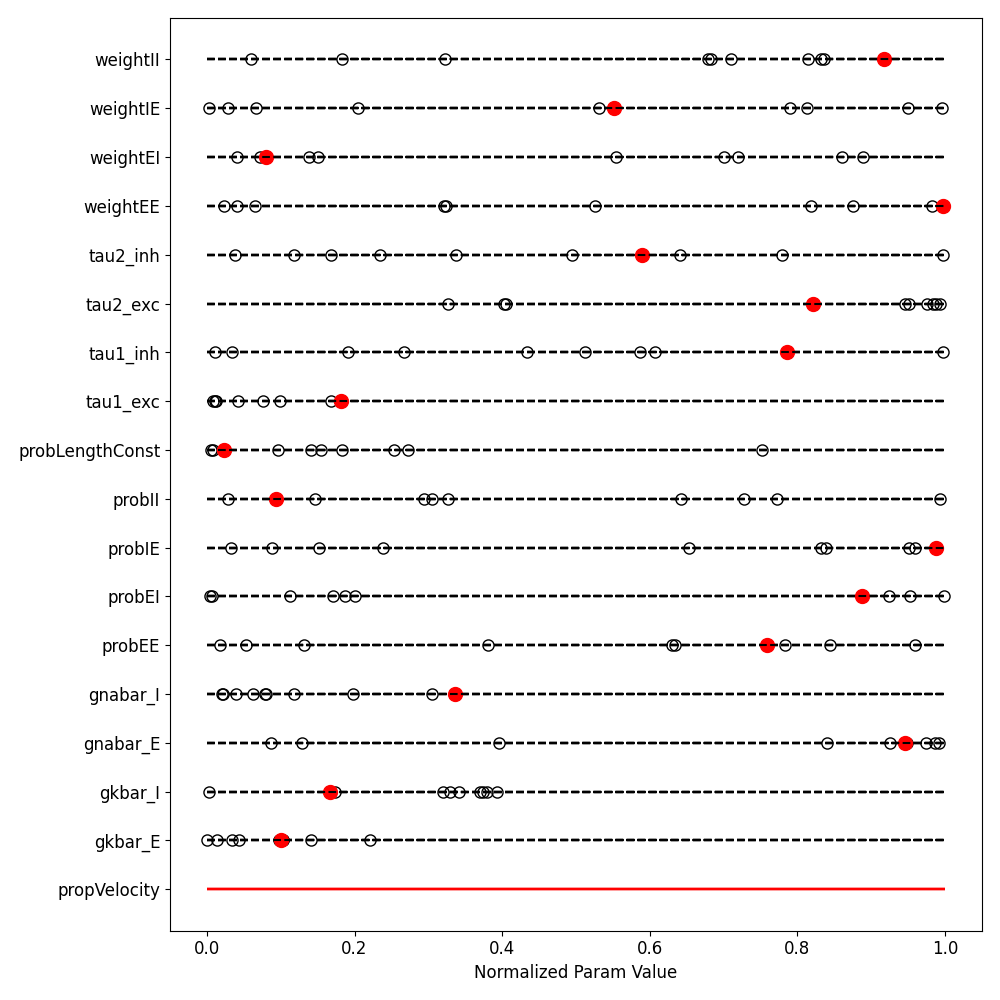 weightII
weightIE
weightEI
weightEE
tau2_inh
tau2_exc
tau1_inh
tau1_exc
probLengthConst
probII
probIE
probEI
probEE
gnabar_I
gnabar_E
gkbar_I
gkbar_E
propVelocity
0.0 0.2 0.4 0.6 0.8 1.0
Normalized Param Value